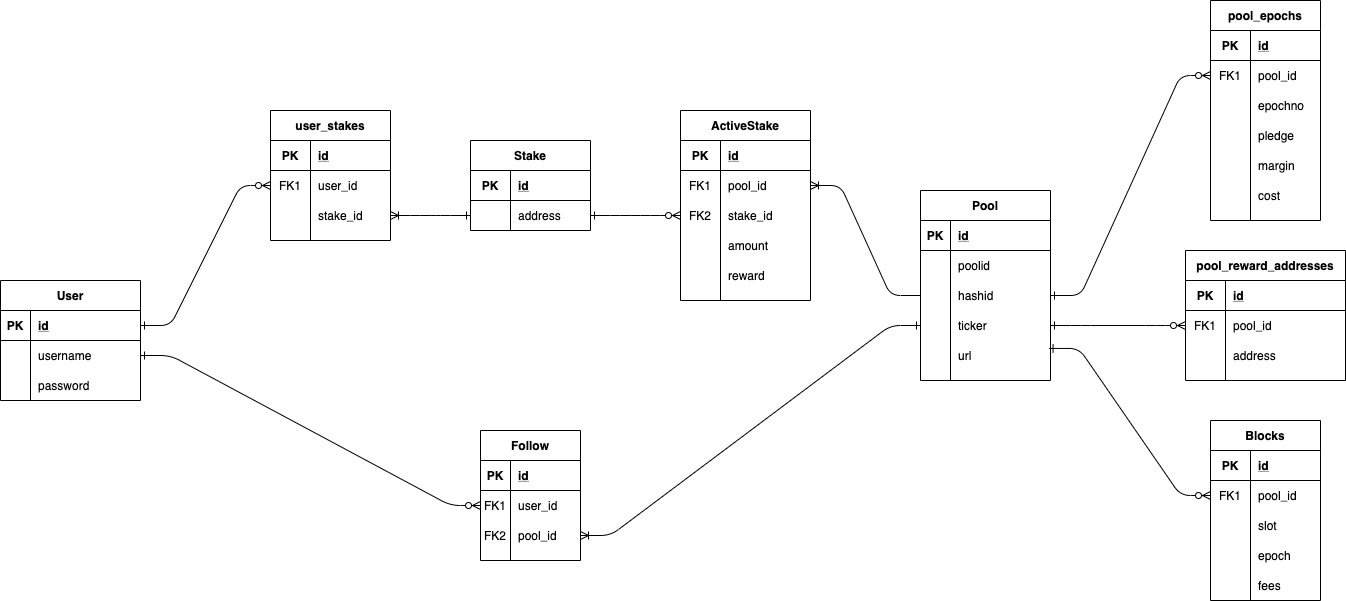 pool_epochs
PK id
FK1 pool_id
epochno
pledge
margin
cost
user_stakes
PK id
FK1 user_id
stake_id
Stake
PK id
address
ActiveStake
PK id
FK1 pool_id
FK2 stake_id
amount
reward
Pool
PK id
poolid
hashid
ticker
url
pool_reward_addresses
PK id
FK1 pool_id
address
User
PK id
username
password
Follow
PK id
FK1 user_id
FK2 pool_id
Blocks
PK id
FK1 pool_id
slot
epoch
fees